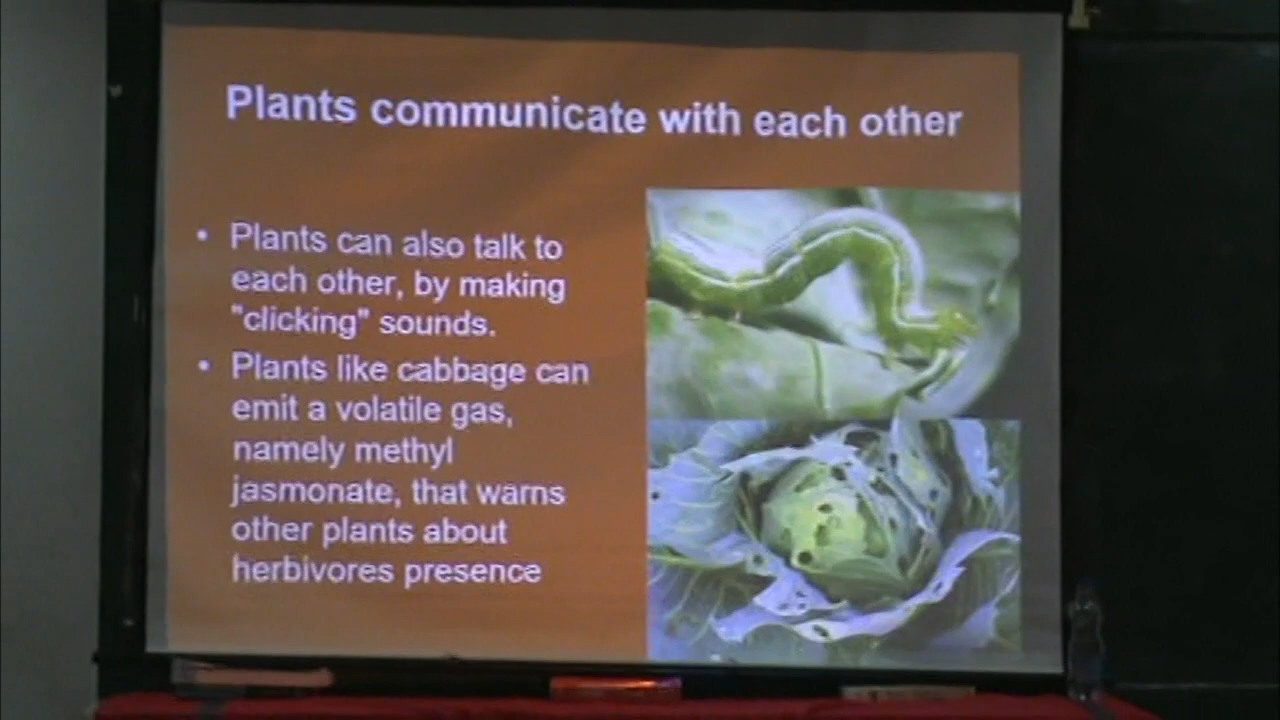 Plants communicate with each other
• Plants can also talk to
each other, by making
"clicking" sounds.
• Plants like cabbage can
emit a volatile gas,
namely methyl
jasmonate, that warns
other plants about
herbivores presence